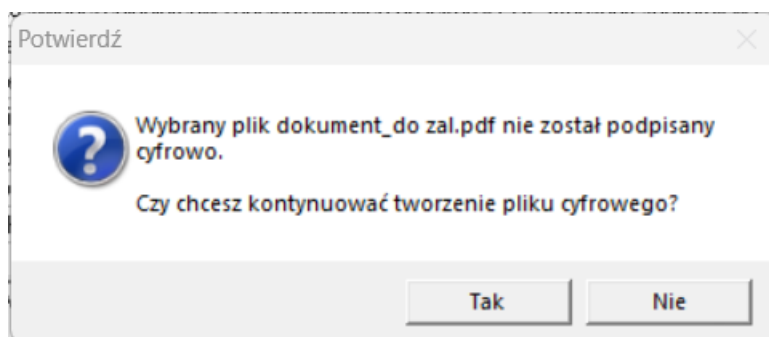 Potwierdź
Wybrany plik dokument_do zal.pdf nie został podpisany
cyfrowo.
Czy chcesz kontynuować tworzenie pliku cyfrowego?
Tak
Nie